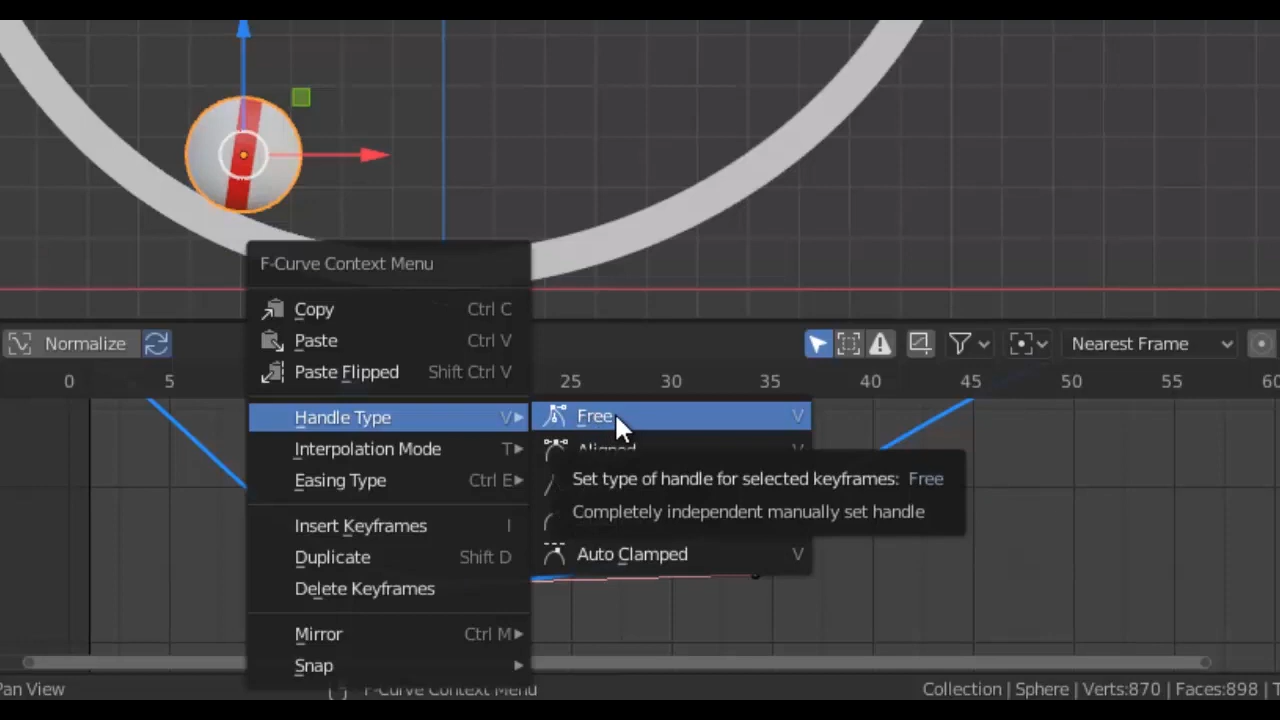 F-Curve Context Menu
Copy Ctrl C
Paste Ctrl V
Paste Flipped Shift Ctrl V
Normalize
Nearest Frame
0 5 25 30 35 40 45 50 55 60
Handle Type V
Free V
Interpolation Mode T
Aligned V
Easing Type Ctrl E
Set type of handle for selected keyframes: Free
Completely independent manually set handle
Insert Keyframes I
Duplicate Shift D
Auto Clamped V
Delete Keyframes
Mirror Ctrl M
Snap
Pan View
F-Curve Context Menu
Collection | Sphere | Verts:870 | Faces:898 | T